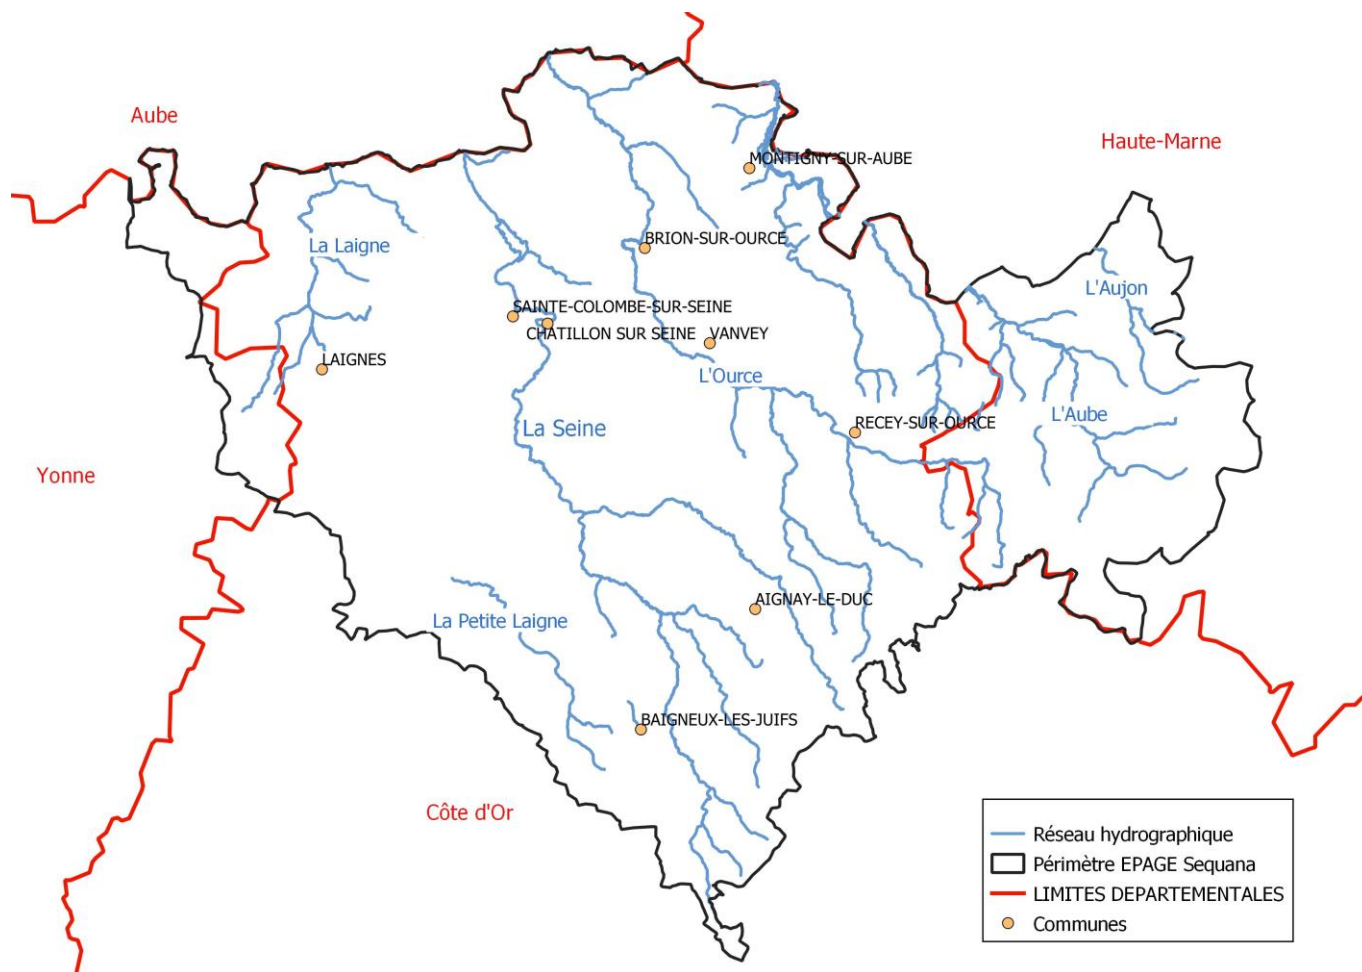 Aube
Haute-Marne
MONTIGNY-SUR-AUBE
La Laigne
BRION-SUR-OURCE
L'Aujon
SAINTE-COLOMBE-SUR-SEINE
CHATILLON SUR SEINE
VANVEY
LAIGNES
L'Ource
L'Aube
RECEY-SUR-OURCE
La Seine
Yonne
AIGNAY-LE-DUC
La Petite Laigne
BAIGNEUX-LES-JUIFS
Côte d'Or
Réseau hydrographique
Périmètre EPAGE Sequana
LIMITES DEPARTEMENTALES
Communes